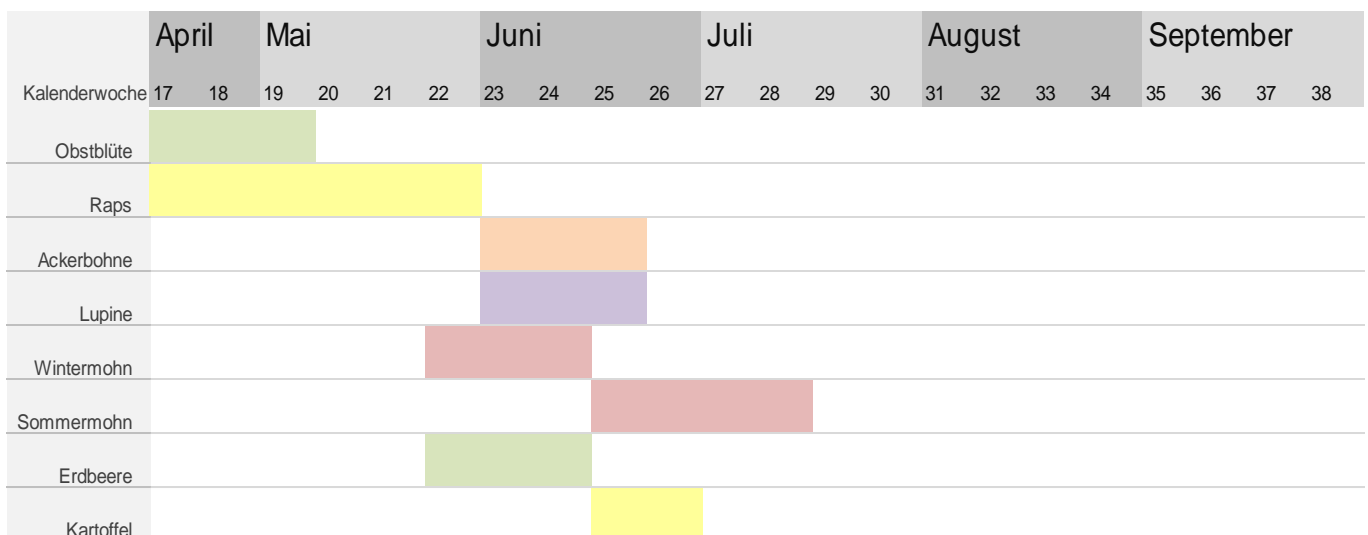 April Mai Juni Juli August September
Kalenderwoche 17 18 19 20 21 22 23 24 25 26 27 28 29 30 31 32 33 34 35 36 37 38
Obstblüte
Raps
Ackerbohne
Lupine
Wintermohn
Sommermohn
Erdbeere
Kartoffel